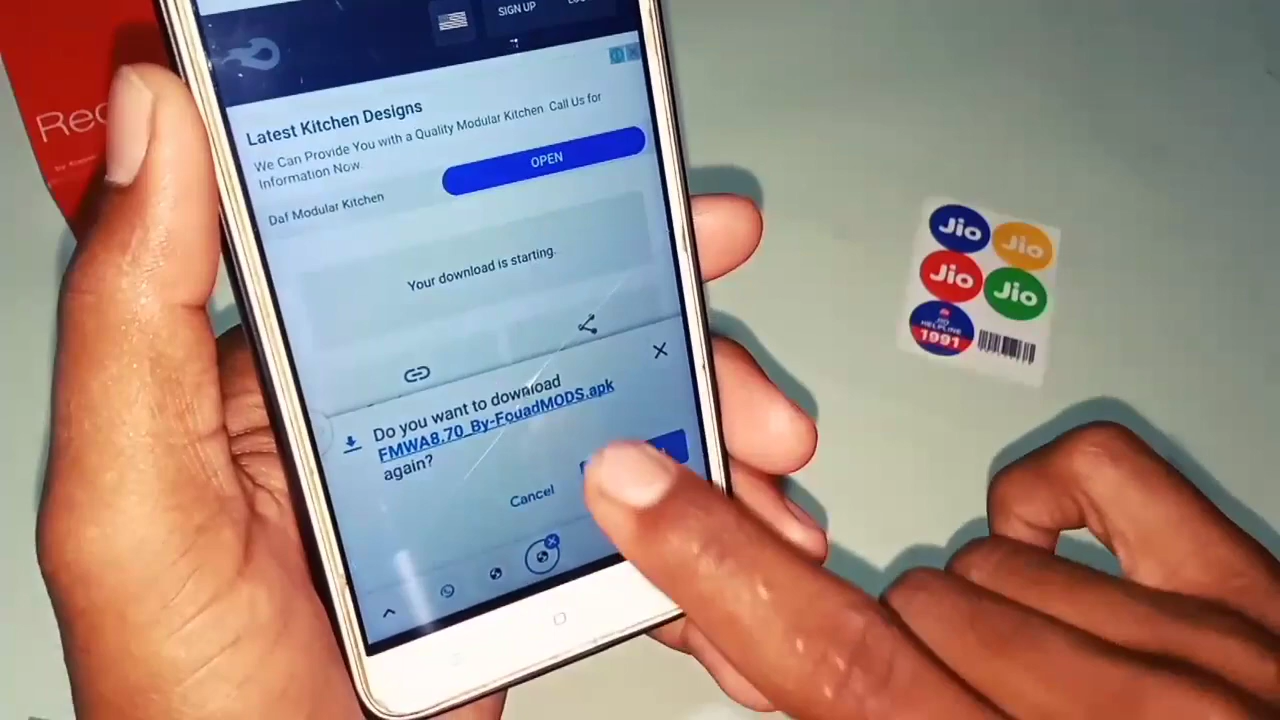 SIGN UP
Latest Kitchen Designs
We Can Provide You with a Quality Modular Kitchen. Call Us for
Information Now.
OPEN
Daf Modular Kitchen
Your download is starting.
Do you want to download
FMWA8.70_By-FouadMODS.apk
again?
Cancel
Jio
Jio
Jio
Jio
JIO
HELPLINE
1991